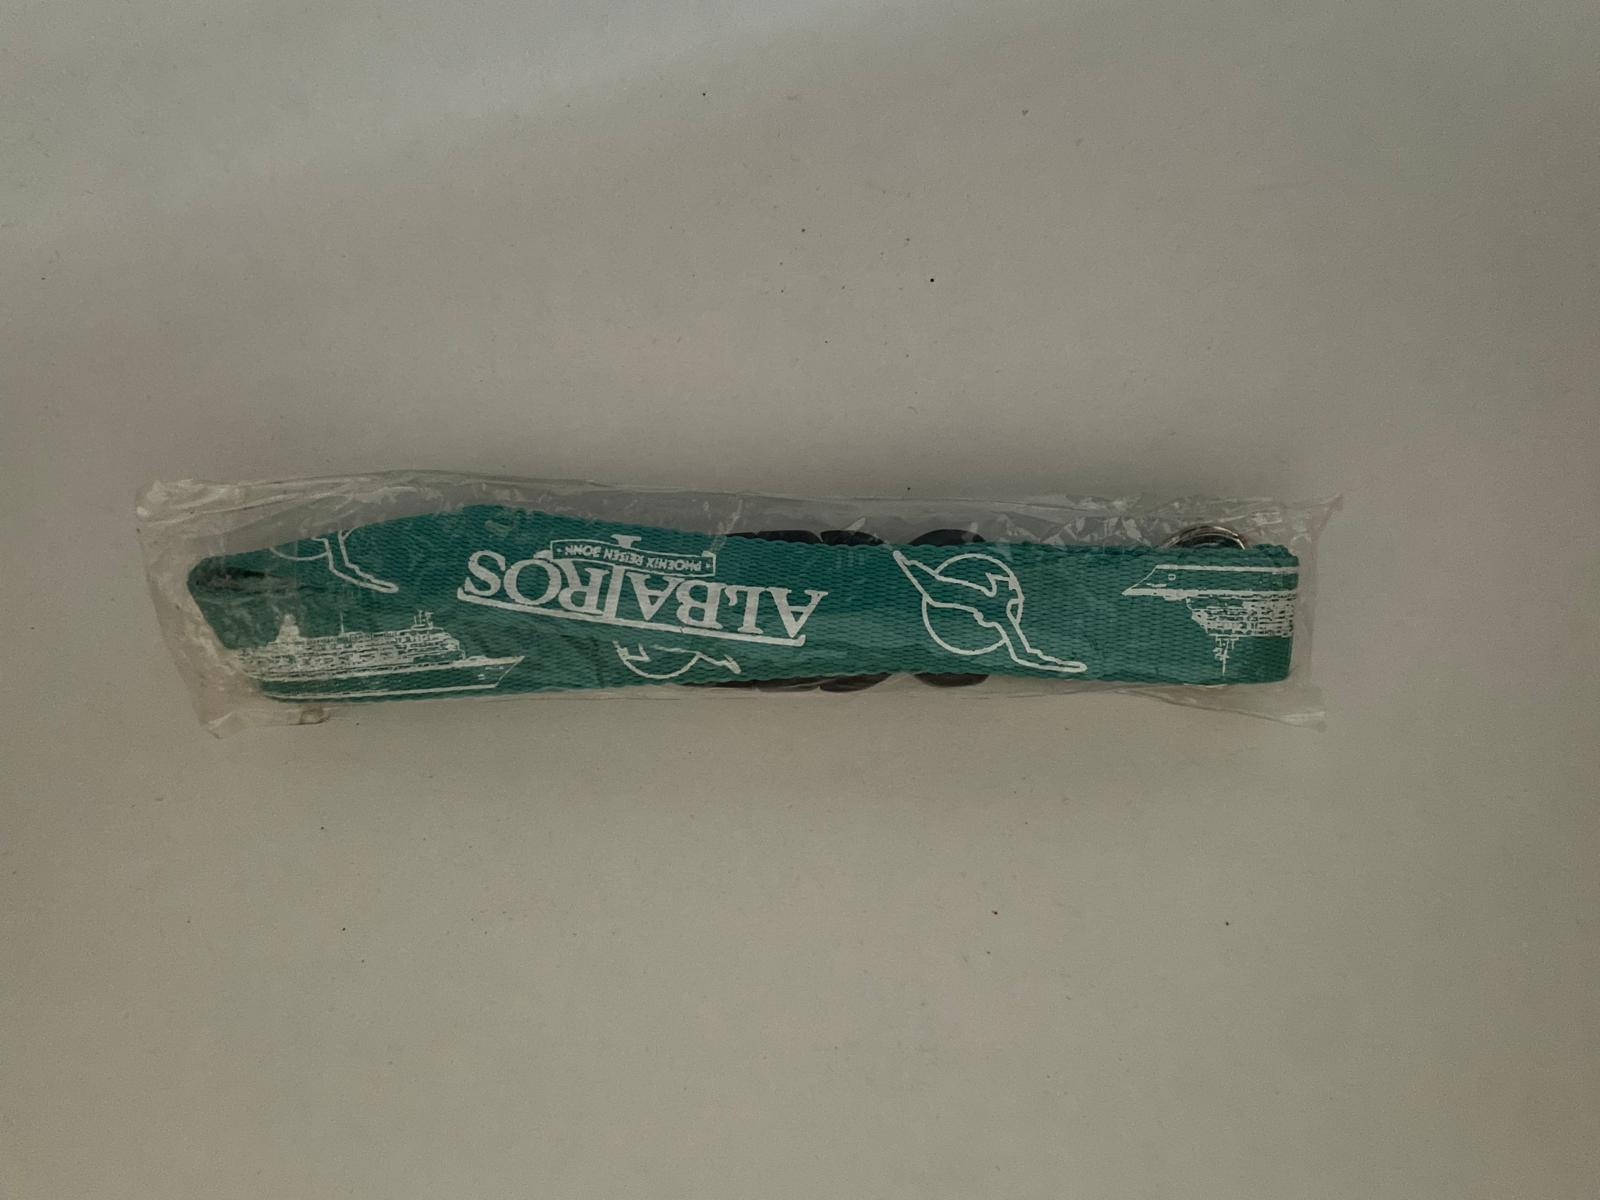 ALBATROS
• PHOENIX REISEN BONN •